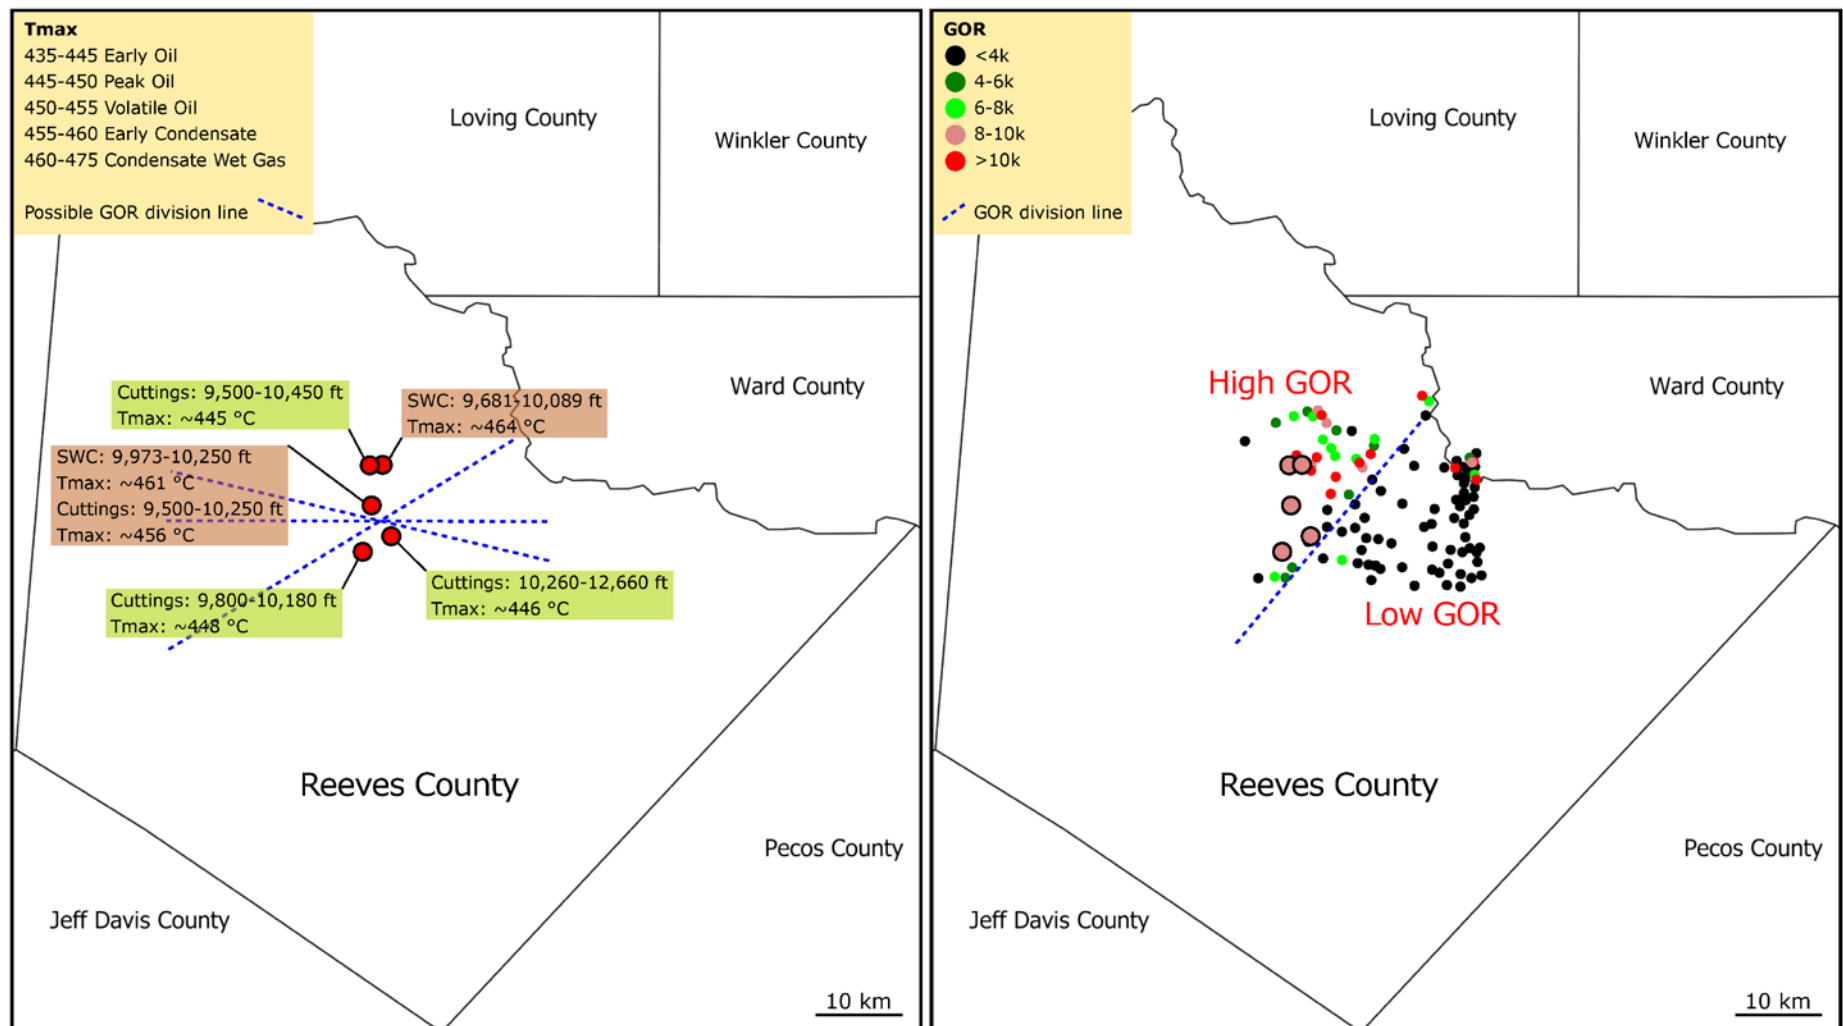 Tmax
435-445 Early Oil
445-450 Peak Oil
450-455 Volatile Oil
455-460 Early Condensate
460-475 Condensate Wet Gas
Possible GOR division line
Loving County
Winkler County
Ward County
Cuttings: 9,500-10,450 ft
Tmax: ~445 °C
SWC: 9,681-10,089 ft
Tmax: ~464 °C
SWC: 9,973-10,250 ft
Tmax: ~461 °C
Cuttings: 9,500-10,250 ft
Tmax: ~456 °C
Cuttings: 10,260-12,660 ft
Tmax: ~446 °C
Cuttings: 9,800-10,180 ft
Tmax: ~448 °C
Reeves County
Pecos County
Jeff Davis County
10 km
GOR
<4k
4-6k
6-8k
8-10k
>10k
GOR division line
Loving County
Winkler County
Ward County
High GOR
Low GOR
Reeves County
Pecos County
Jeff Davis County
10 km